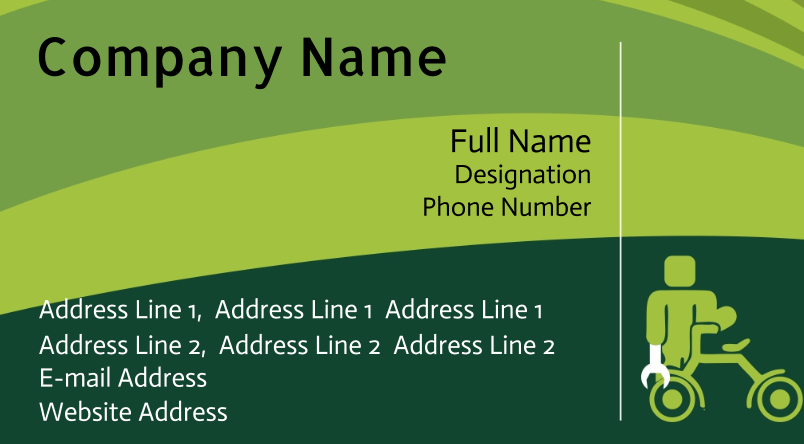 Company Name
Full Name
Designation
Phone Number
Address Line 1,  Address Line 1  Address Line 1
Address Line 2,  Address Line 2  Address Line 2
E-mail Address
Website Address